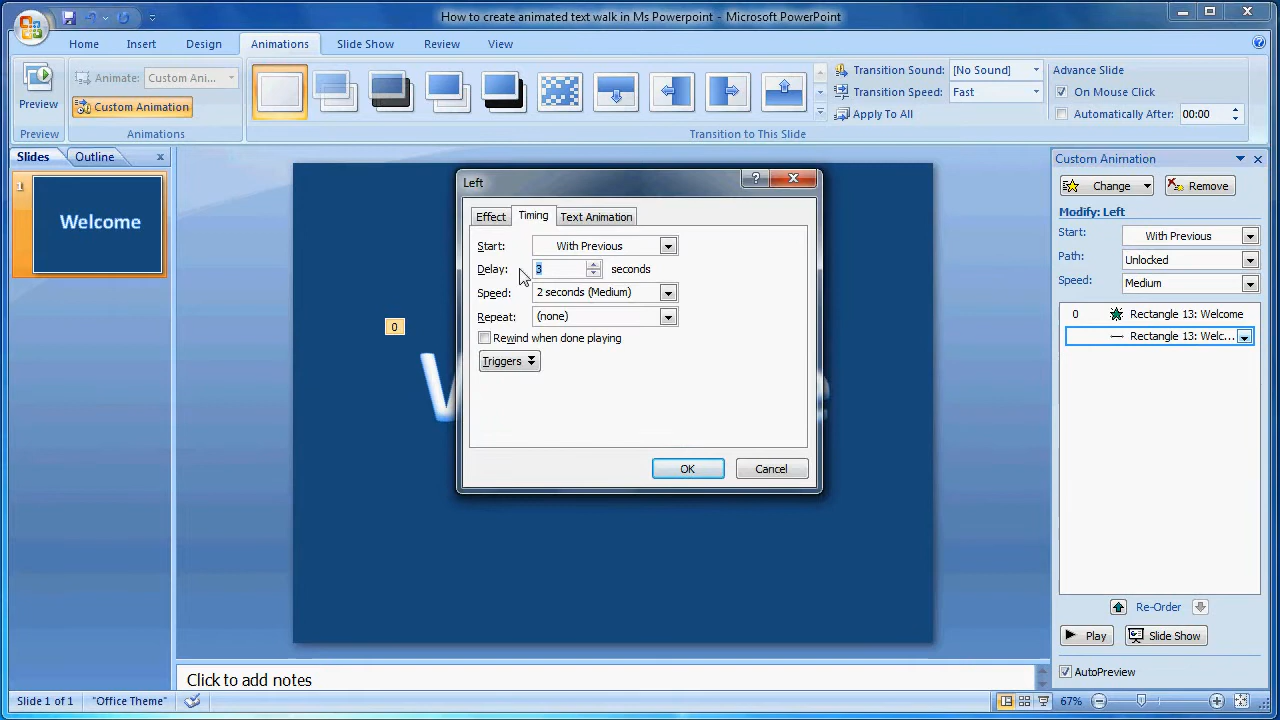 How to create animated text walk in Ms Powerpoint - Microsoft PowerPoint
Home Insert Design Animations Slide Show Review View
Preview
Animate: Custom Ani...
Custom Animation
Transition Sound: [No Sound]
Transition Speed: Fast
Apply To All
Advance Slide
On Mouse Click
Automatically After: 00:00
Preview Animations Transition to This Slide
Slides Outline
1
Welcome
0
Left
Effect Timing Text Animation
Start: With Previous
Delay: 3 seconds
Speed: 2 seconds (Medium)
Repeat: (none)
Rewind when done playing
Triggers
OK Cancel
Custom Animation
Change Remove
Modify: Left
Start: With Previous
Path: Unlocked
Speed: Medium
0 Rectangle 13: Welcome
Rectangle 13: Welc...
Re-Order
Play Slide Show
AutoPreview
Click to add notes
Slide 1 of 1 "Office Theme" 67%